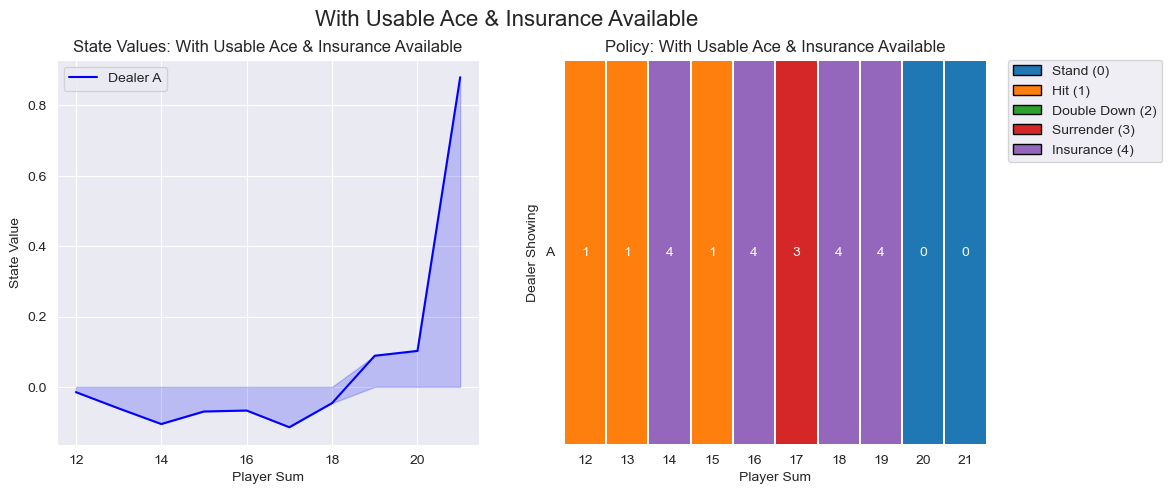 With Usable Ace & Insurance Available
State Values: With Usable Ace & Insurance Available
Dealer A
State Value
0.8
0.6
0.4
0.2
0.0
12 14 16 18 20
Player Sum
Policy: With Usable Ace & Insurance Available
Dealer Showing
A
1 1 4 1 4 3 4 4 0 0
12 13 14 15 16 17 18 19 20 21
Player Sum
Stand (0)
Hit (1)
Double Down (2)
Surrender (3)
Insurance (4)